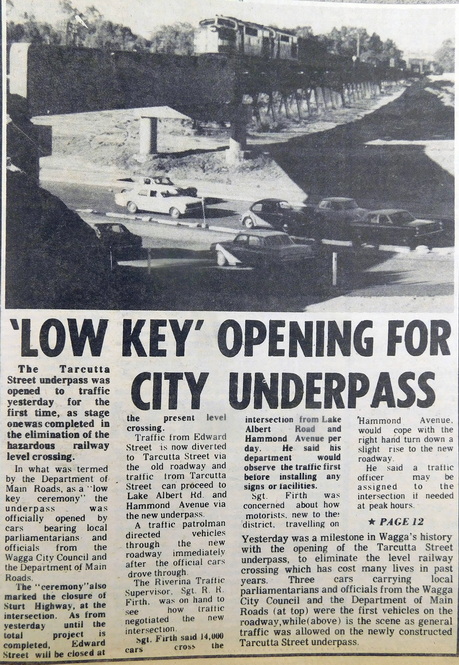 'LOW KEY' OPENING FOR
CITY UNDERPASS
The Tarcutta
Street underpass was
opened to traffic
yesterday for the
first time, as stage
one was completed in
the elimination of the
hazardous railway
level crossing.
In what was termed
by the Department of
Main Roads, as a "low
key ceremony" the
underpass was
officially opened by
cars bearing local
parliamentarians and
officials from the
Wagga City Council and
the Department of Main
Roads.
The "ceremony" also
marked the closure of
Sturt Highway, at the
intersection. As from
yesterday until the
total project is
completed, Edward
Street will be closed at
the present level
crossing.
Traffic from Edward
Street is now diverted
to Tarcutta Street via
the old roadway and
traffic from Tarcutta
Street can proceed to
Lake Albert Rd. and
Hammond Avenue via
the new underpass.
A traffic patrolman
directed vehicles
through the new
roadway immediately
after the official cars
drove through
The Riverina Traffic
Supervisor, Sgt. R. R.
Firth, was on hand to
see how traffic
negotiated the new
intersection.
Sgt. Firth said 14,000
cars cross the
intersection from Lake
Albert Road and
Hammond Avenue per
day. He said his
department would
observe the traffic first
before installing any
signs or facilities.
Sgt. Firth was
concerned about how
motorists, new to the
district, travelling on
Hammond Avenue,
would cope with the
right hand turn down a
slight rise to the new
roadway.
He said a traffic
officer may be
assigned to the
intersection if needed
at peak hours.
★ PAGE 12
Yesterday was a milestone in Wagga's history
with the opening of the Tarcutta Street
underpass, to eliminate the level railway
crossing which has cost many lives in past
years. Three cars carrying local
parliamentarians and officials from the Wagga
City Council and the Department of Main
Roads (at top) were the first vehicles on the
roadway, while (above) is the scene as general
traffic was allowed on the newly constructed
Tarcutta Street underpass.